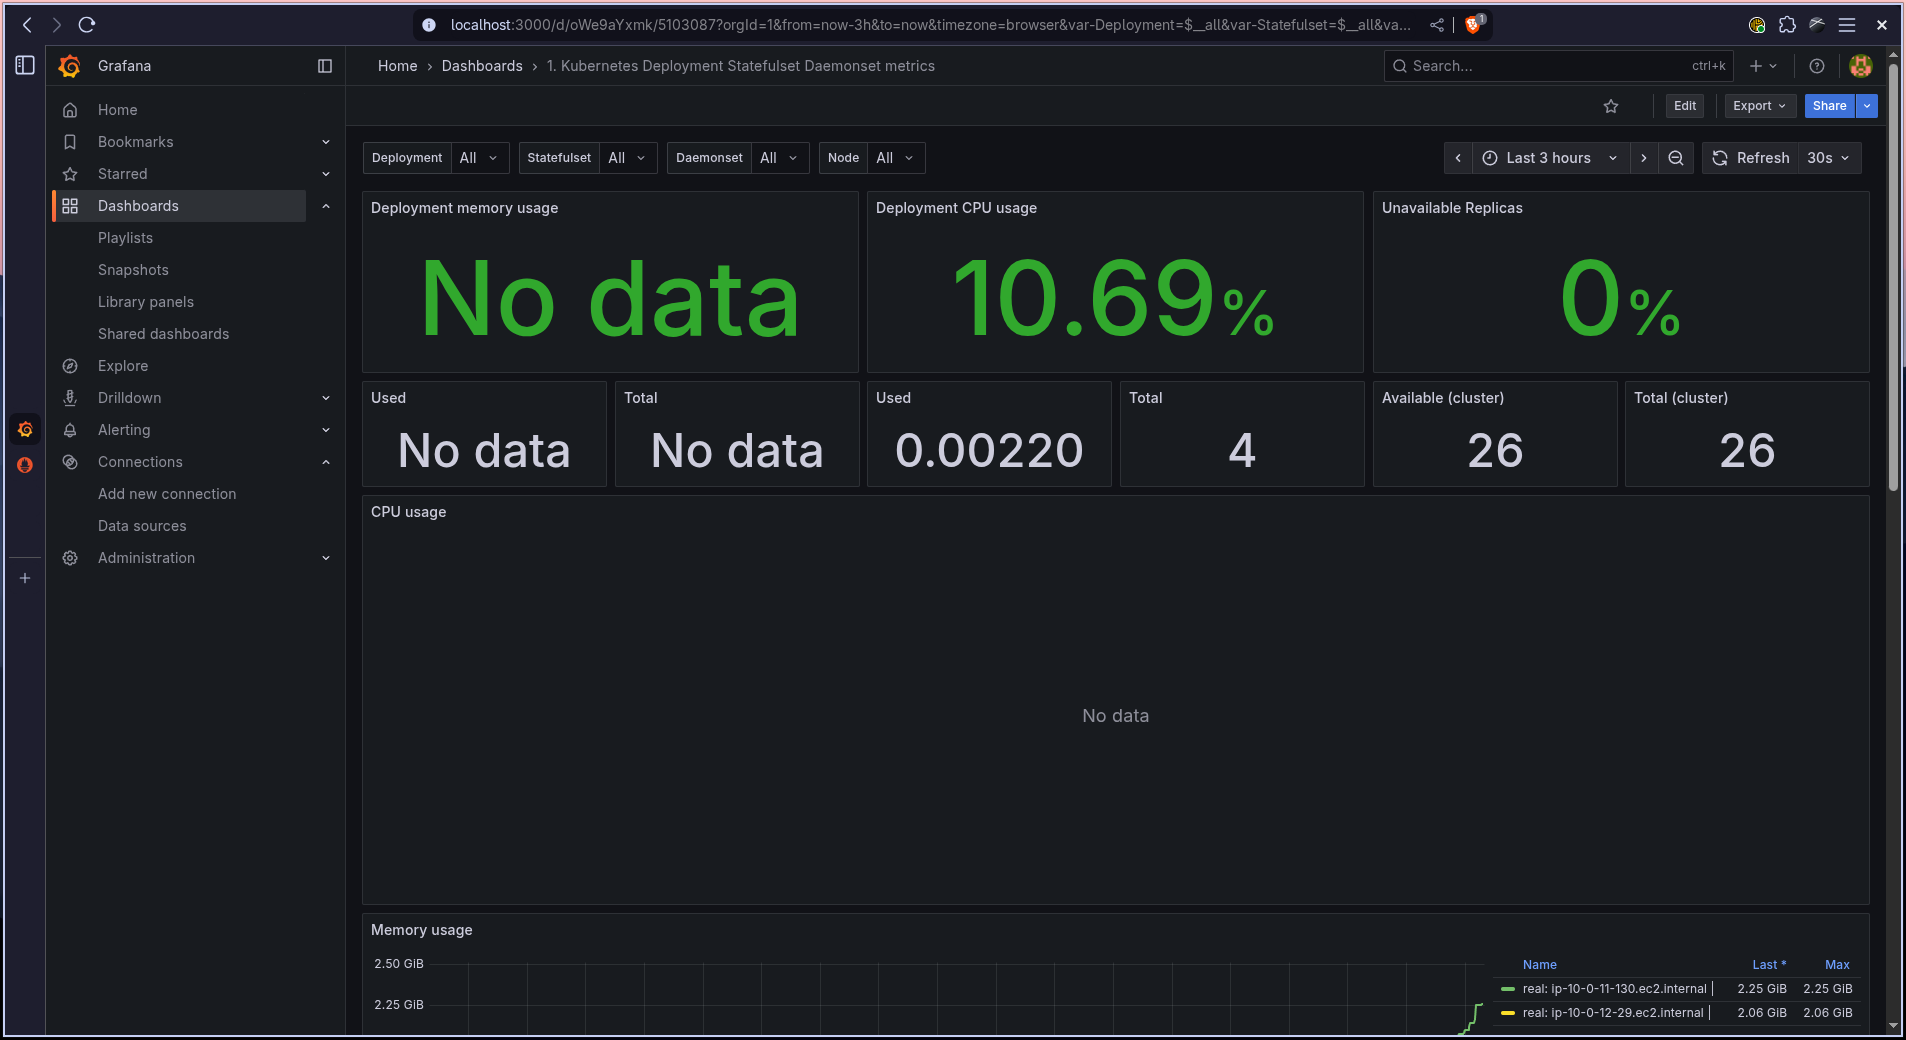 localhost:3000/d/oWe9aYxmk/5103087?orgId=1&from=now-3h&to=now&timezone=browser&var-Deployment=$__all&var-Statefulset=$__all&va...
1
Grafana
Home › Dashboards › 1. Kubernetes Deployment Statefulset Daemonset metrics
Search... ctrl+k
Edit Export Share
Home
Bookmarks
Starred
Dashboards
Playlists
Snapshots
Library panels
Shared dashboards
Explore
Drilldown
Alerting
Connections
Add new connection
Data sources
Administration
Deployment All Statefulset All Daemonset All Node All
Last 3 hours Refresh 30s
Deployment memory usage
No data
Deployment CPU usage
10.69%
Unavailable Replicas
0%
Used
No data
Total
No data
Used
0.00220
Total
4
Available (cluster)
26
Total (cluster)
26
CPU usage
No data
Memory usage
2.50 GiB
2.25 GiB
Name Last * Max
real: ip-10-0-11-130.ec2.internal | 2.25 GiB 2.25 GiB
real: ip-10-0-12-29.ec2.internal | 2.06 GiB 2.06 GiB